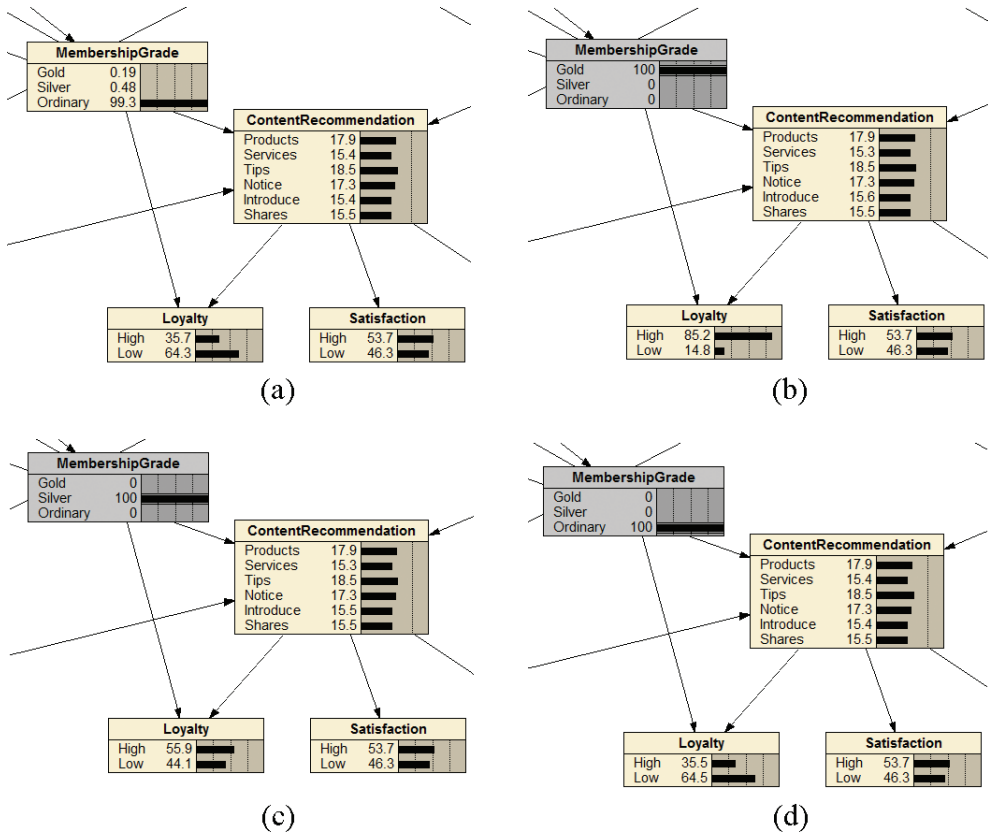 MembershipGrade
Gold 0.19
Silver 0.48
Ordinary 99.3
ContentRecommendation
Products 17.9
Services 15.4
Tips 18.5
Notice 17.3
Introduce 15.4
Shares 15.5
Loyalty
High 35.7
Low 64.3
Satisfaction
High 53.7
Low 46.3
(a)
MembershipGrade
Gold 100
Silver 0
Ordinary 0
ContentRecommendation
Products 17.9
Services 15.3
Tips 18.5
Notice 17.3
Introduce 15.6
Shares 15.5
Loyalty
High 85.2
Low 14.8
Satisfaction
High 53.7
Low 46.3
(b)
MembershipGrade
Gold 0
Silver 100
Ordinary 0
ContentRecommendation
Products 17.9
Services 15.3
Tips 18.5
Notice 17.3
Introduce 15.5
Shares 15.5
Loyalty
High 55.9
Low 44.1
Satisfaction
High 53.7
Low 46.3
(c)
MembershipGrade
Gold 0
Silver 0
Ordinary 100
ContentRecommendation
Products 17.9
Services 15.4
Tips 18.5
Notice 17.3
Introduce 15.4
Shares 15.5
Loyalty
High 35.5
Low 64.5
Satisfaction
High 53.7
Low 46.3
(d)